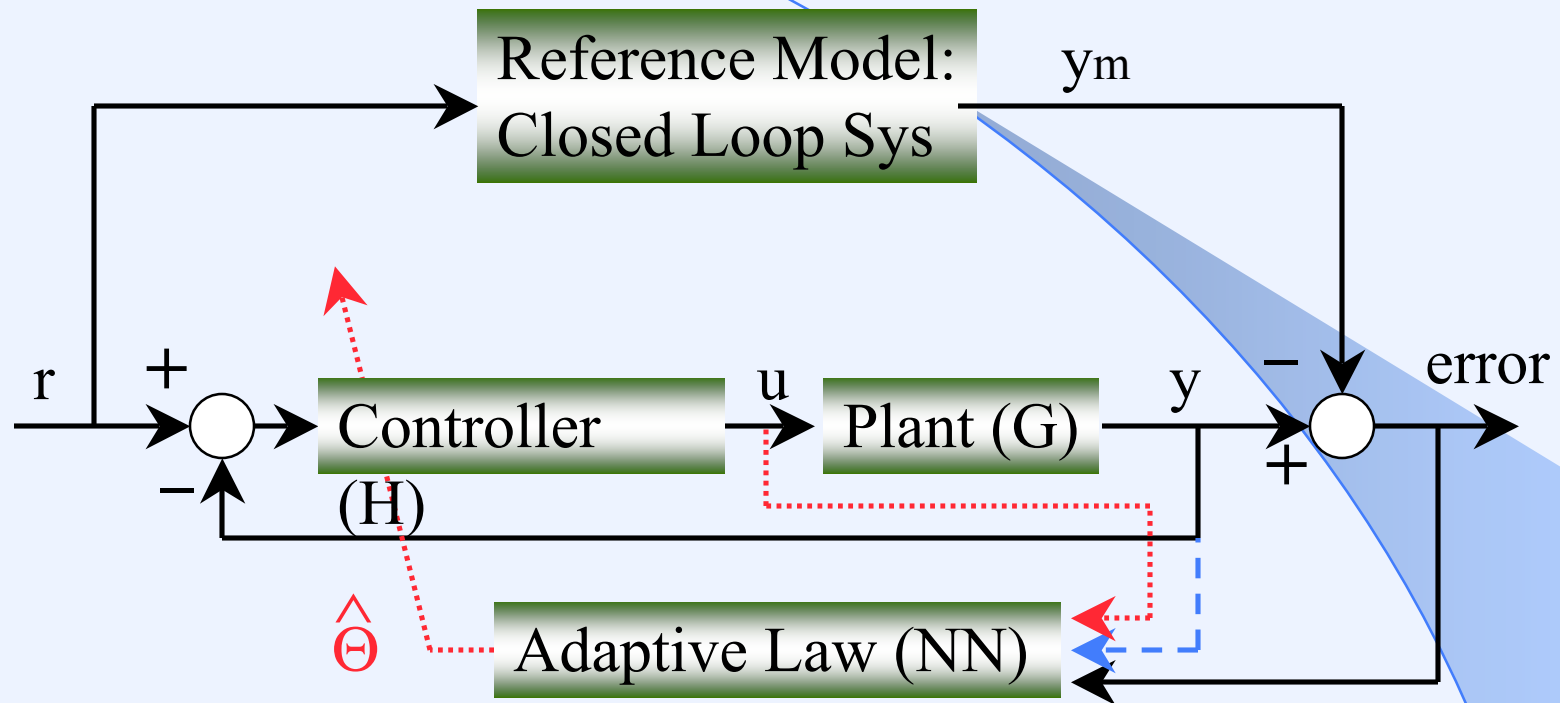 Reference Model:
Closed Loop Sys
ym
r
+
−
Controller
(H)
u
Plant (G)
y
−
+
error
Θ̂
Adaptive Law (NN)